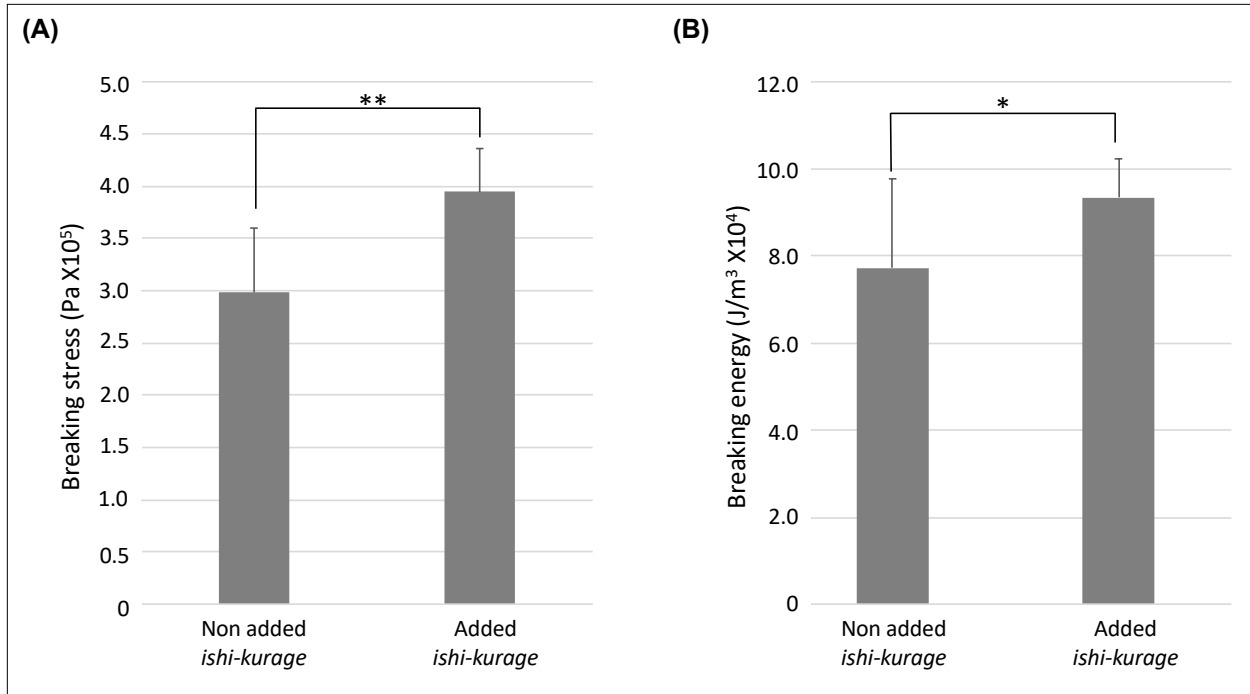 (A)
Breaking stress (Pa X10⁵)
5.0
4.5
4.0
3.5
3.0
2.5
2.0
1.5
1.0
0.5
0
**
Non added
ishi-kurage
Added
ishi-kurage
(B)
Breaking energy (J/m³ X10⁴)
12.0
10.0
8.0
6.0
4.0
2.0
0
*
Non added
ishi-kurage
Added
ishi-kurage